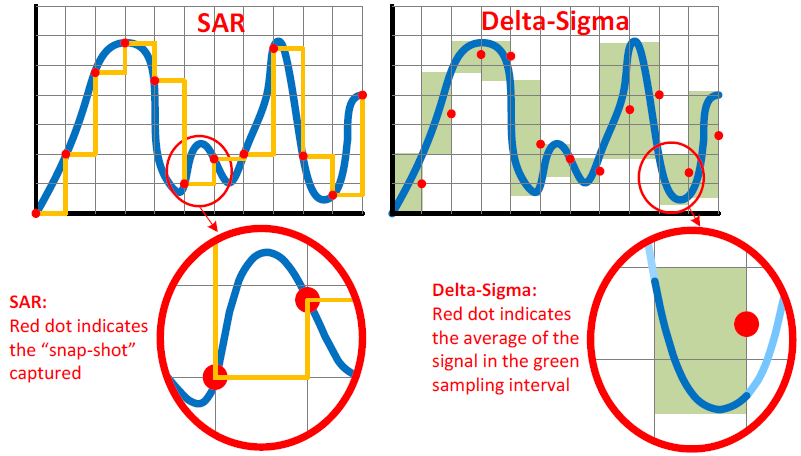 SAR
Delta-Sigma
SAR:
Red dot indicates
the “snap-shot”
captured
Delta-Sigma:
Red dot indicates
the average of the
signal in the green
sampling interval